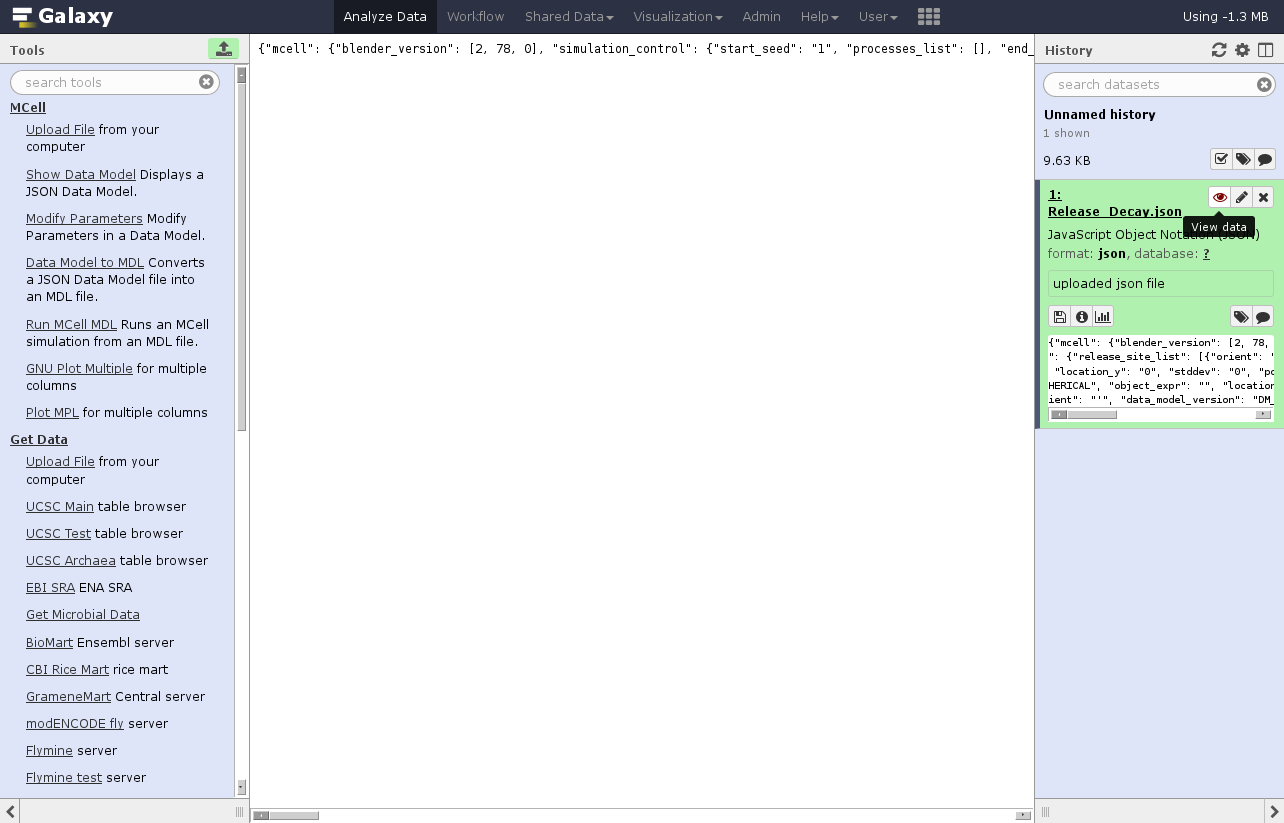 Galaxy
Analyze Data
Workflow
Shared Data
Visualization
Admin
Help
User
Using -1.3 MB
Tools
search tools
MCell
Upload File from your
computer
Show Data Model Displays a
JSON Data Model.
Modify Parameters Modify
Parameters in a Data Model.
Data Model to MDL Converts
a JSON Data Model file into
an MDL file.
Run MCell MDL Runs an MCell
simulation from an MDL file.
GNU Plot Multiple for multiple
columns
Plot MPL for multiple columns
Get Data
Upload File from your
computer
UCSC Main table browser
UCSC Test table browser
UCSC Archaea table browser
EBI SRA ENA SRA
Get Microbial Data
BioMart Ensembl server
CBI Rice Mart rice mart
GrameneMart Central server
modENCODE fly server
Flymine server
Flymine test server
{"mcell": {"blender_version": [2, 78, 0], "simulation_control": {"start_seed": "1", "processes_list": [], "end_
History
search datasets
Unnamed history
1 shown
9.63 KB
1:
Release_Decay.json
View data
JavaScript Object Notation (JSON)
format: json, database: ?
uploaded json file
{"mcell": {"blender_version": [2, 78,
": {"release_site_list": [{"orient": "
"location_y": "0", "stddev": "0", "po
HERICAL", "object_expr": "", "location
ient": "'", "data_model_version": "DM_